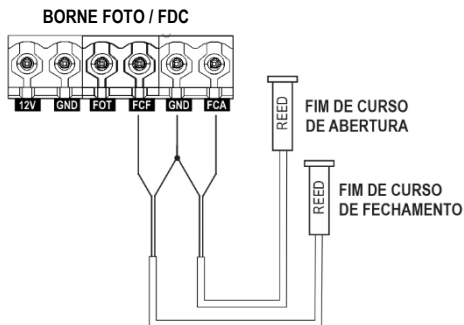 BORNE FOTO / FDC
12V GND FOT FCF GND FCA
REED
FIM DE CURSO
DE ABERTURA
REED
FIM DE CURSO
DE FECHAMENTO